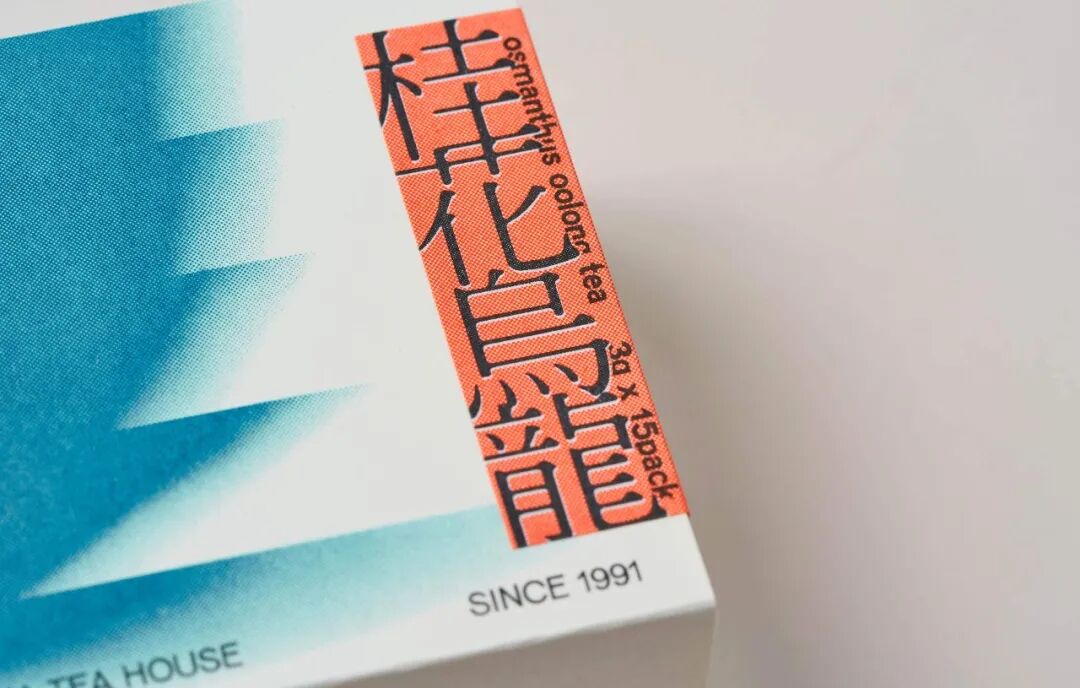 桂花烏龍
osmanthus oolong tea
3g x 15pack
SINCE 1991
TEA HOUSE